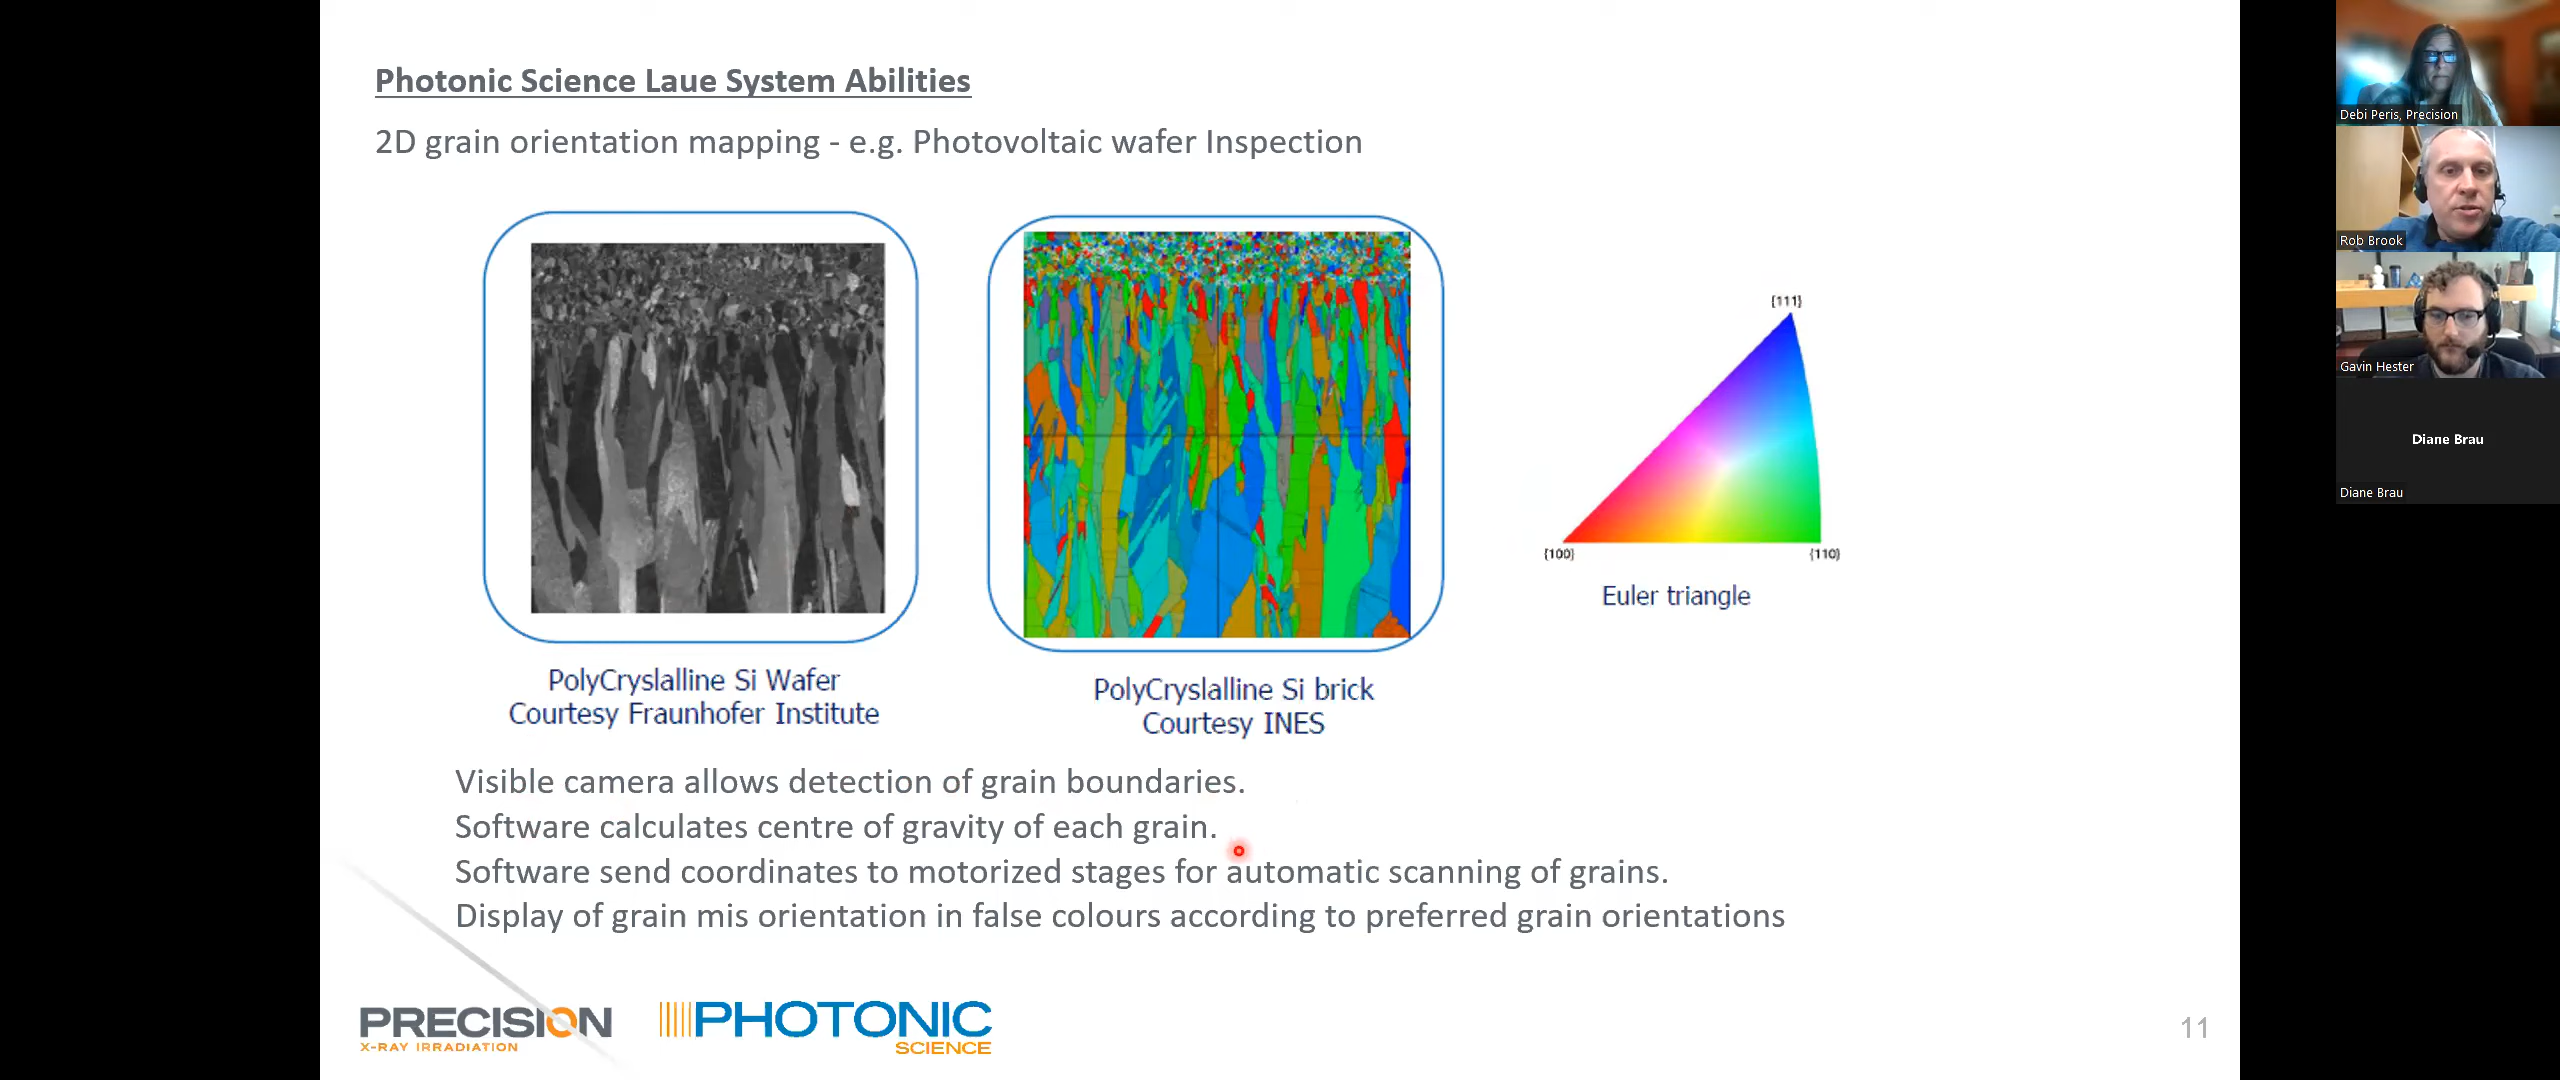 Photonic Science Laue System Abilities
2D grain orientation mapping - e.g. Photovoltaic wafer Inspection
{111}
{100}
{110}
Euler triangle
PolyCryslalline Si Wafer
Courtesy Fraunhofer Institute
PolyCryslalline Si brick
Courtesy INES
Visible camera allows detection of grain boundaries.
Software calculates centre of gravity of each grain.
Software send coordinates to motorized stages for automatic scanning of grains.
Display of grain mis orientation in false colours according to preferred grain orientations
PRECISION
X-RAY IRRADIATION
PHOTONIC
SCIENCE
11
Debi Peris, Precision
Rob Brook
Gavin Hester
Diane Brau
Diane Brau